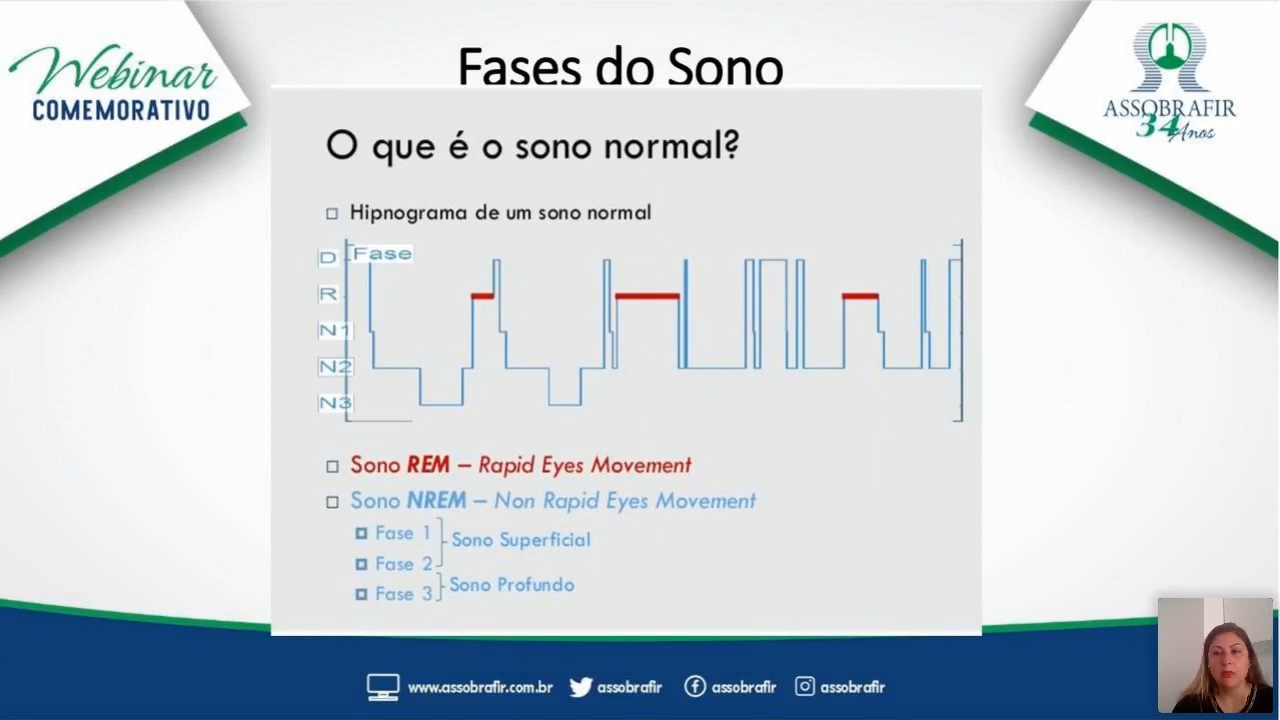 Webinar
COMEMORATIVO
Fases do Sono
ASSOBRAFIR
34 Anos
O que é o sono normal?
Hipnograma de um sono normal
Fase
D
R
N1
N2
N3
Sono REM – Rapid Eyes Movement
Sono NREM – Non Rapid Eyes Movement
Fase 1
Sono Superficial
Fase 2
Sono Profundo
Fase 3
www.assobrafir.com.br assobrafir assobrafir assobrafir